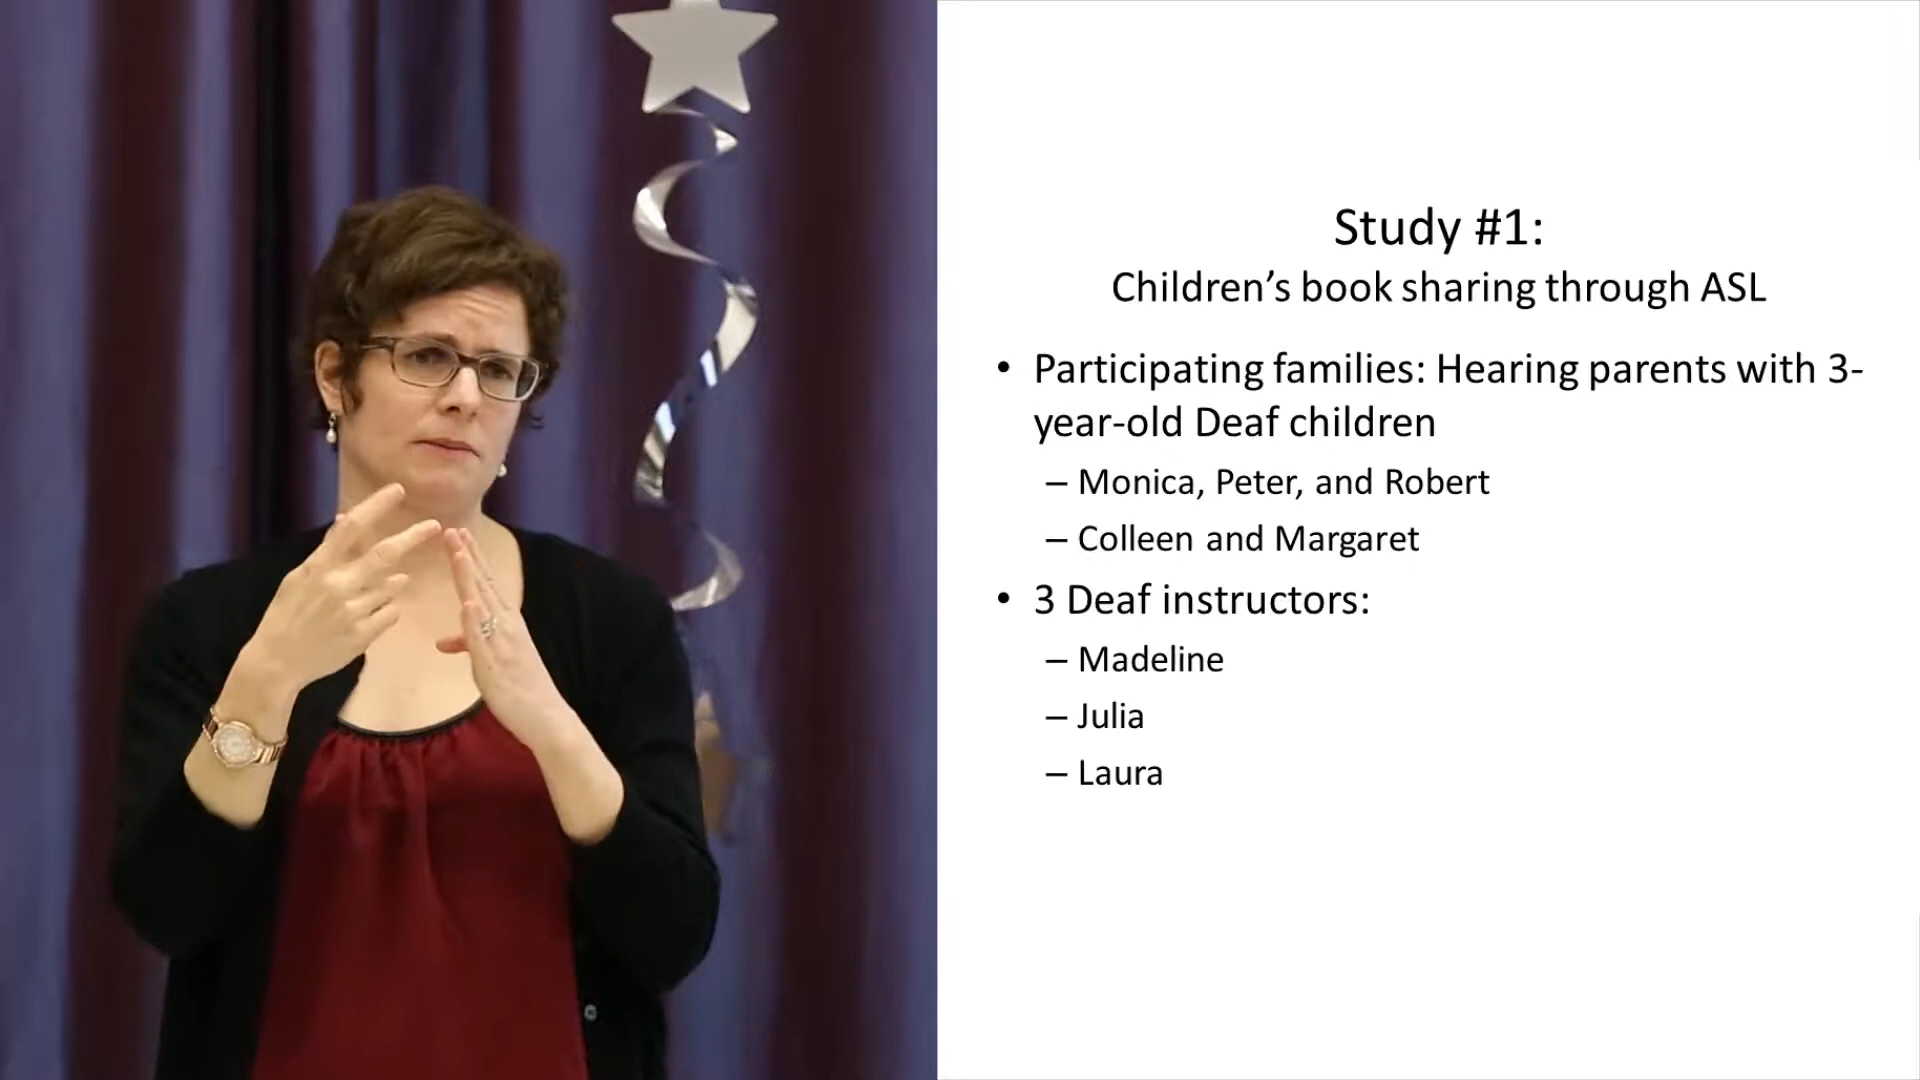 Study #1:
Children’s book sharing through ASL
• Participating families: Hearing parents with 3-
year-old Deaf children
– Monica, Peter, and Robert
– Colleen and Margaret
• 3 Deaf instructors:
– Madeline
– Julia
– Laura